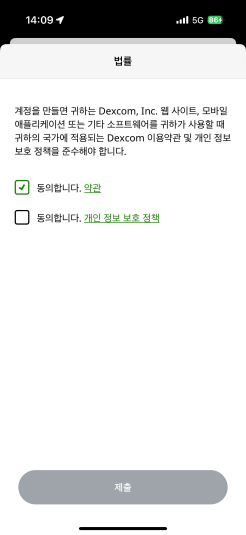 14:09
5G
86
법률
계정을 만들면 귀하는 Dexcom, Inc. 웹 사이트, 모바일
애플리케이션 또는 기타 소프트웨어를 귀하가 사용할 때
귀하의 국가에 적용되는 Dexcom 이용약관 및 개인 정보
보호 정책을 준수해야 합니다.
동의합니다. 약관
동의합니다. 개인 정보 보호 정책
제출